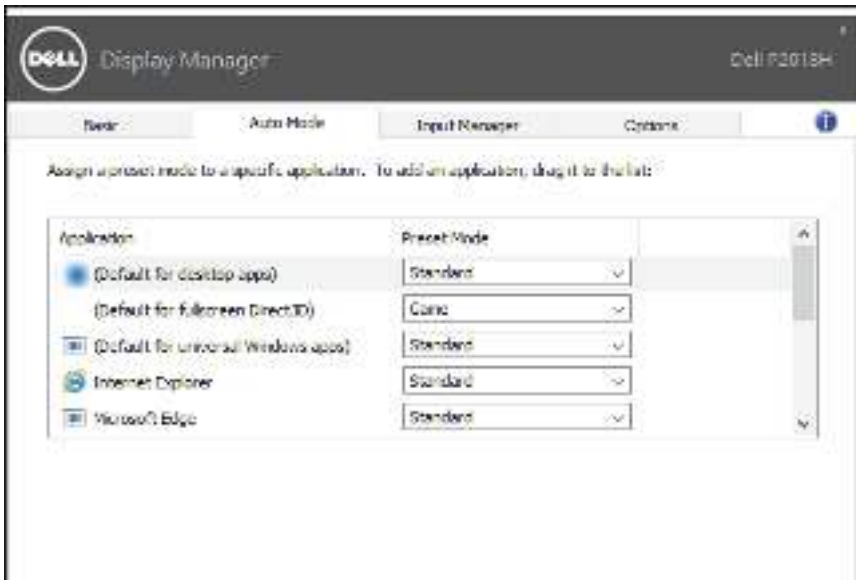 DELL
Display Manager
Dell P2018H
Basic
Auto Mode
Input Manager
Options
Assign a preset mode to a specific application. To add an application, drag it to the list:
Application
Preset Mode
(Default for desktop apps)
Standard
(Default for fullscreen Direct3D)
Game
(Default for universal Windows apps)
Standard
Internet Explorer
Standard
Microsoft Edge
Standard